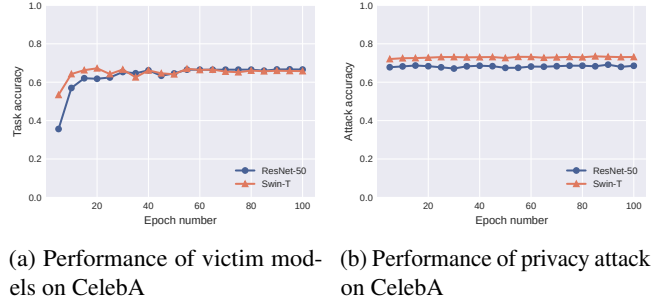 1.0
0.8
0.6
0.4
0.2
0.0
Task accuracy
20 40 60 80 100
Epoch number
ResNet-50
Swin-T
1.0
0.8
0.6
0.4
0.2
0.0
Attack accuracy
20 40 60 80 100
Epoch number
ResNet-50
Swin-T
(a) Performance of victim mod-
els on CelebA
(b) Performance of privacy attack
on CelebA